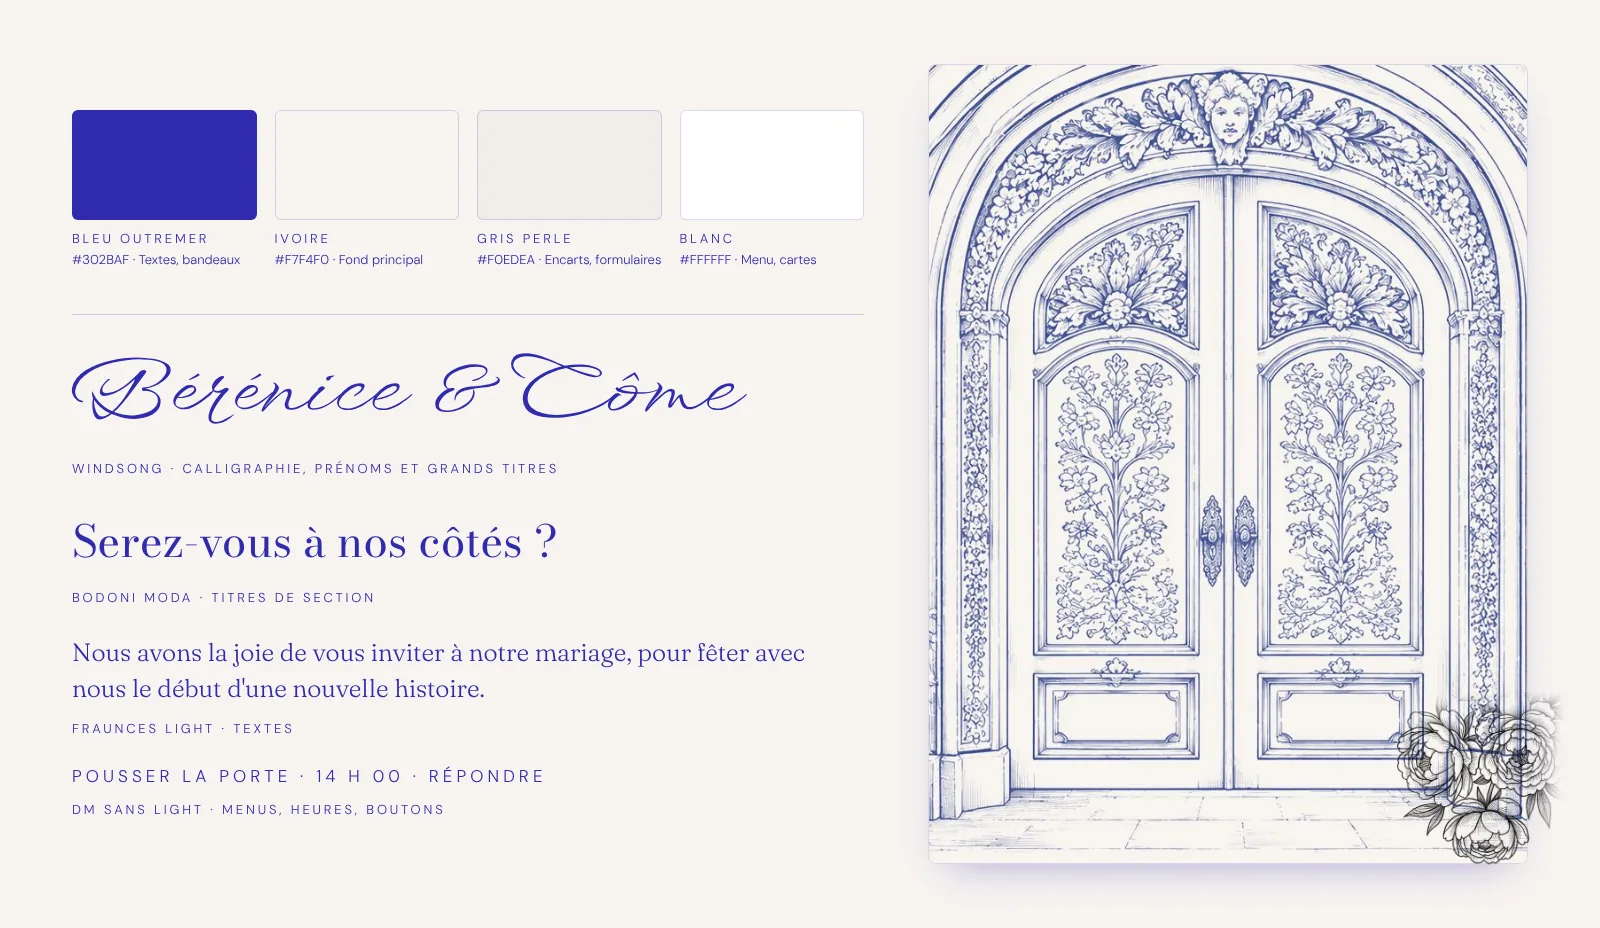 BLEU OUTREMER
#302BAF · Textes, bandeaux
IVOIRE
#F7F4F0 · Fond principal
GRIS PERLE
#F0EDEA · Encarts, formulaires
BLANC
#FFFFFF · Menu, cartes
Bérénice & Côme
WINDSONG · CALLIGRAPHIE, PRÉNOMS ET GRANDS TITRES
Serez-vous à nos côtés ?
BODONI MODA · TITRES DE SECTION
Nous avons la joie de vous inviter à notre mariage, pour fêter avec
nous le début d'une nouvelle histoire.
FRAUNCES LIGHT · TEXTES
POUSSER LA PORTE · 14 H 00 · RÉPONDRE
DM SANS LIGHT · MENUS, HEURES, BOUTONS